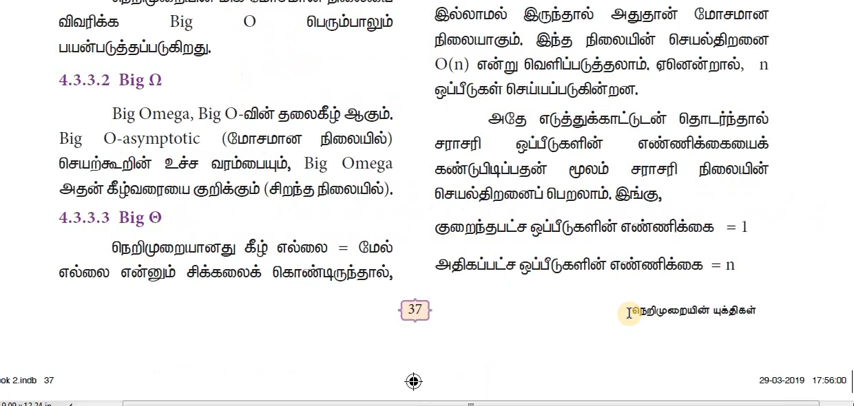 விவரிக்க Big O பெரும்பாலும்
பயன்படுத்தப்படுகிறது.
4.3.3.2 Big Ω
Big Omega, Big O-வின் தலைகீழ் ஆகும்.
Big O-asymptotic (மோசமான நிலையில்)
செயற்கூறின் உச்ச வரம்பையும், Big Omega
அதன் கீழ்வரையை குறிக்கும் (சிறந்த நிலையில்).
4.3.3.3 Big Θ
நெறிமுறையானது கீழ் எல்லை = மேல்
எல்லை என்னும் சிக்கலைக் கொண்டிருந்தால்,
இல்லாமல் இருந்தால் அதுதான் மோசமான
நிலையாகும். இந்த நிலையின் செயல்திறனை
O(n) என்று வெளிப்படுத்தலாம். ஏனென்றால், n
ஒப்பீடுகள் செய்யப்படுகின்றன.
அதே எடுத்துக்காட்டுடன் தொடர்ந்தால்
சராசரி ஒப்பீடுகளின் எண்ணிக்கையைக்
கண்டுபிடிப்பதன் மூலம் சராசரி நிலையின்
செயல்திறனைப் பெறலாம். இங்கு,
குறைந்தபட்ச ஒப்பீடுகளின் எண்ணிக்கை = 1
அதிகப்பட்ச ஒப்பீடுகளின் எண்ணிக்கை = n
37
நெறிமுறையின் யுக்திகள்
ook 2.indb 37
29-03-2019 17:56:00